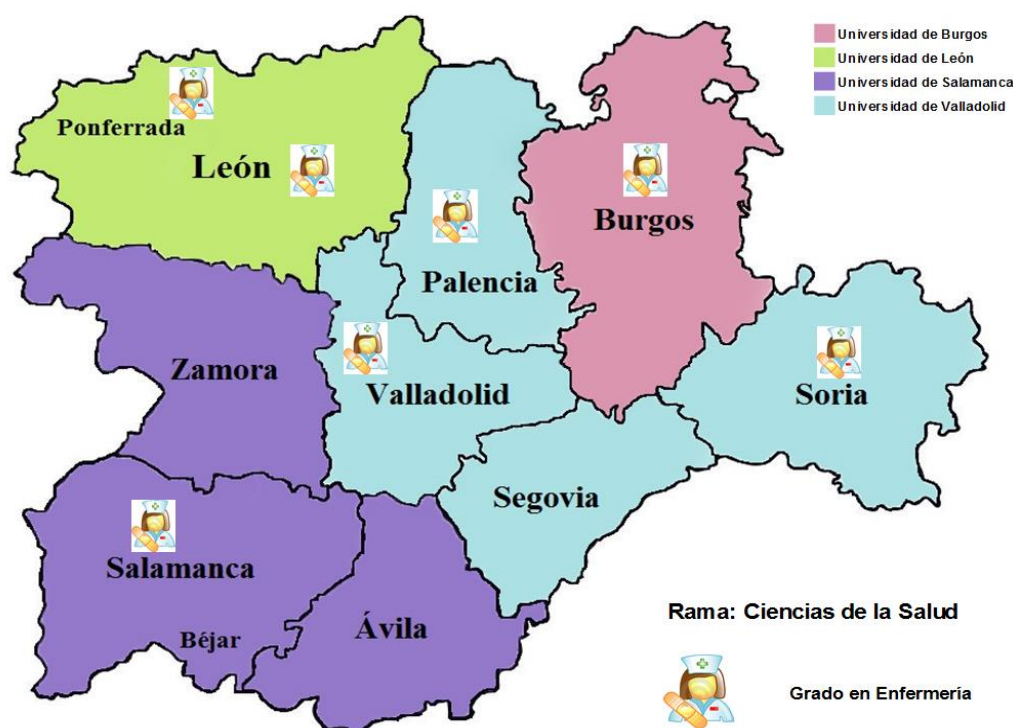 Universidad de Burgos
Universidad de León
Universidad de Salamanca
Universidad de Valladolid
Ponferrada
León
Burgos
Palencia
Zamora
Valladolid
Soria
Segovia
Salamanca
Béjar
Ávila
Rama: Ciencias de la Salud
Grado en Enfermería